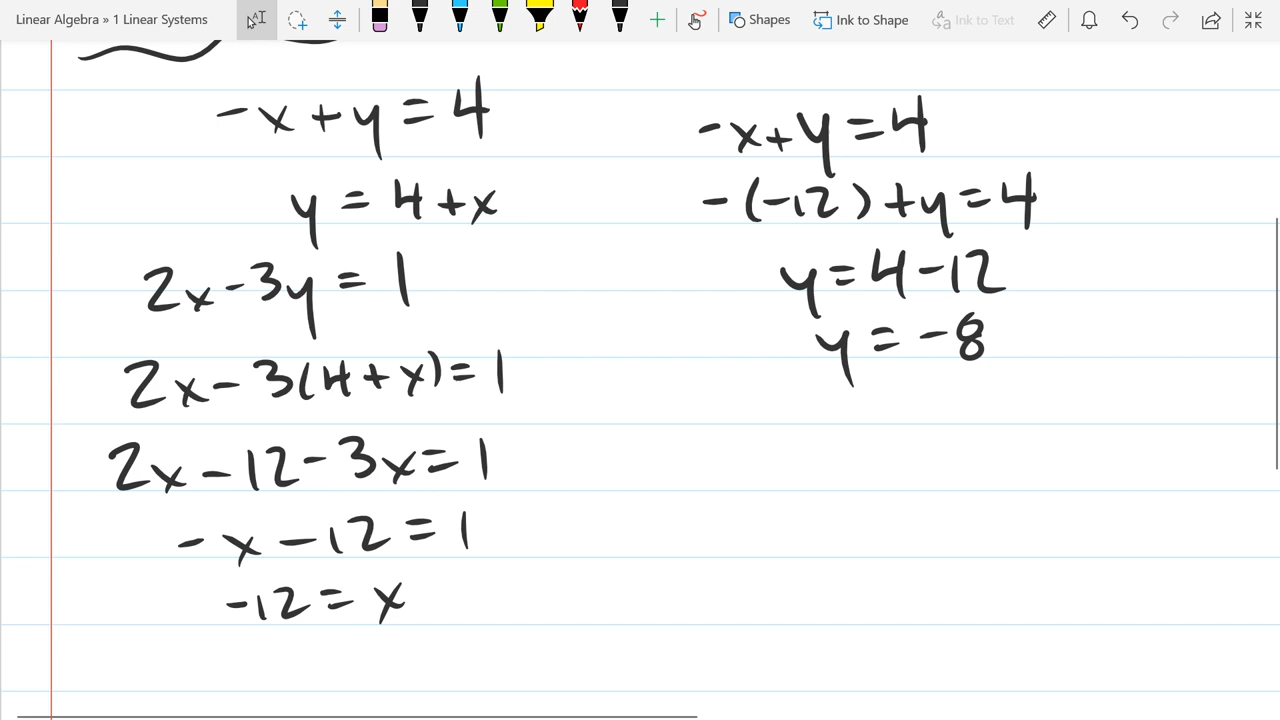 Linear Algebra » 1 Linear Systems
Shapes
Ink to Shape
Ink to Text
-x+y=4
y=4+x
2x-3y=1
2x-3(4+x)=1
2x-12-3x=1
-x-12=1
-12=x
-x+y=4
-(-12)+y=4
y=4-12
y=-8